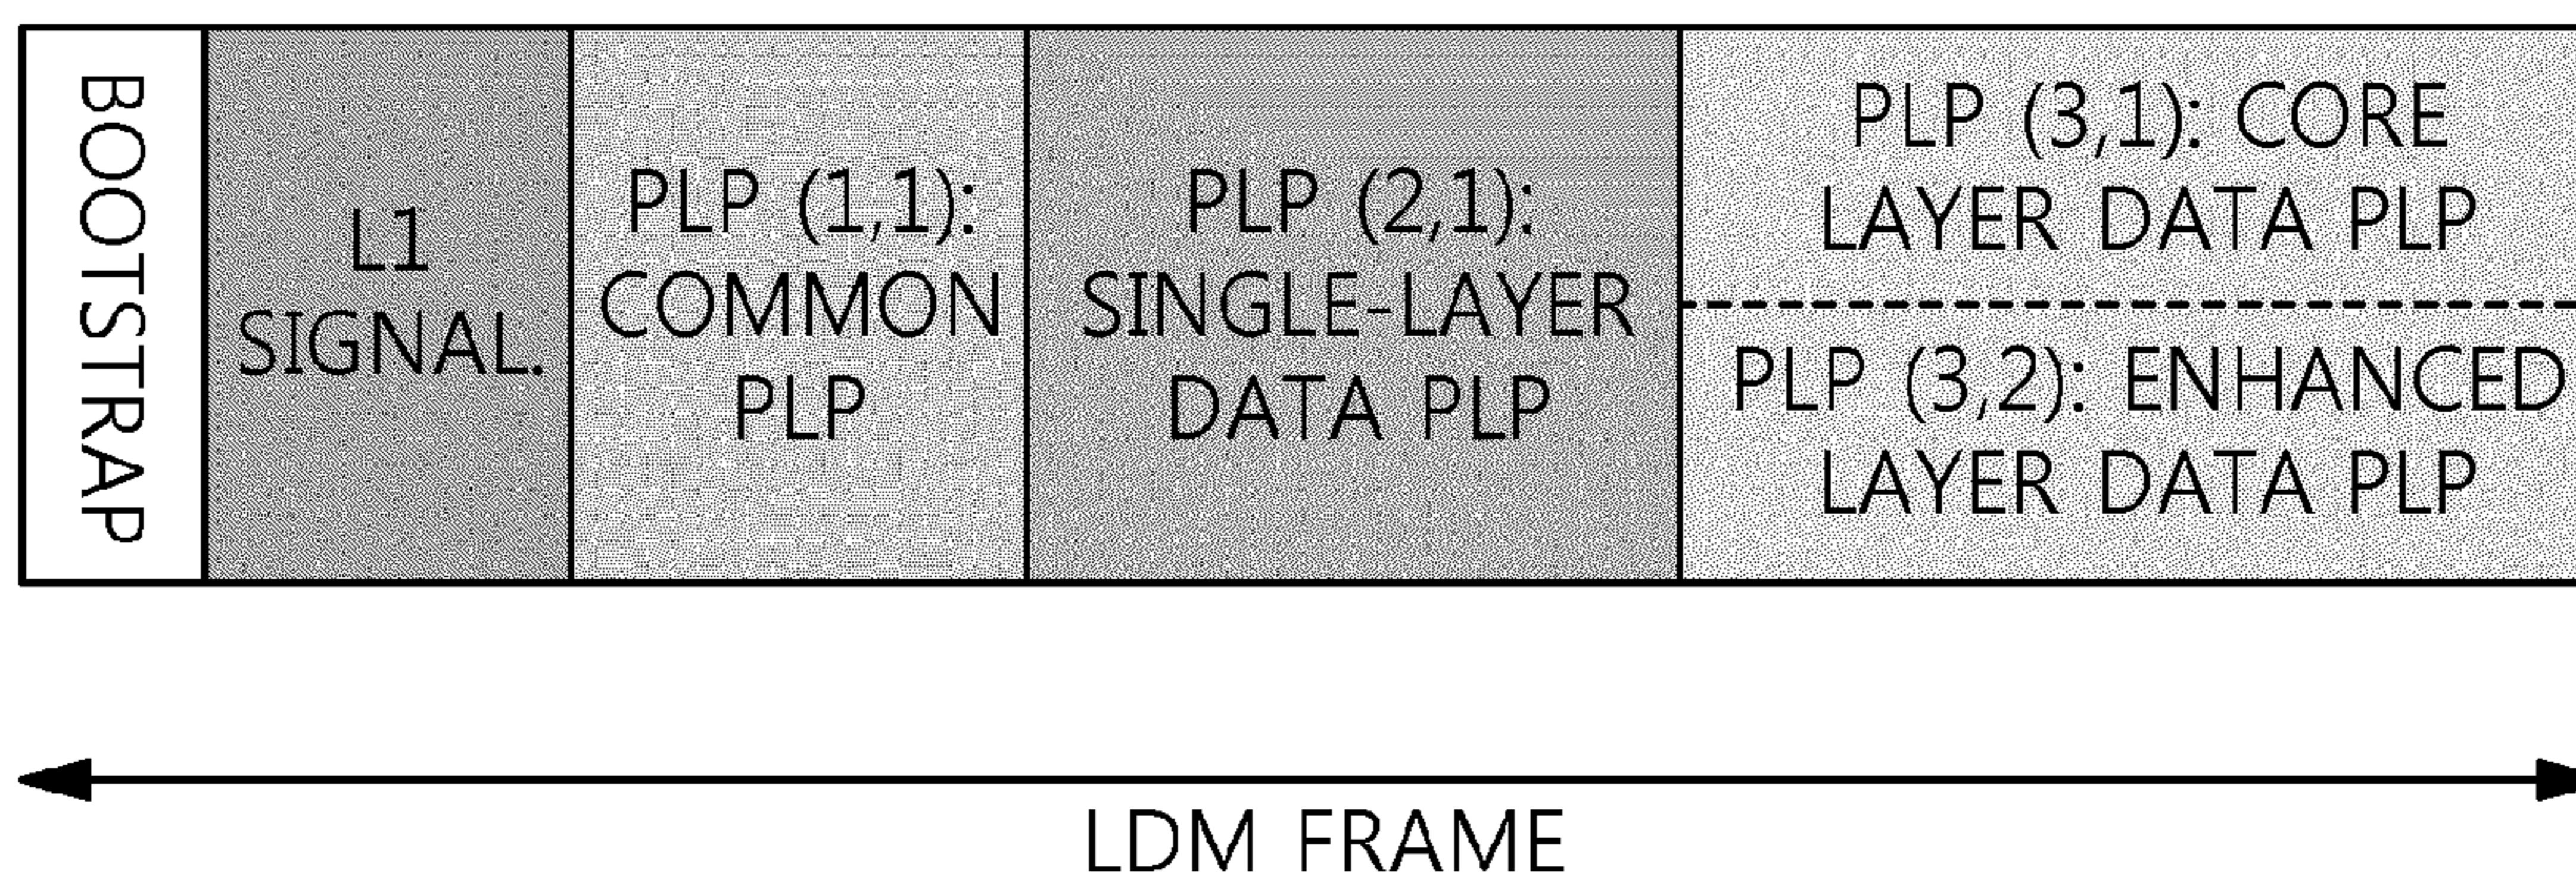 BOOTSTRAP
L1
SIGNAL.
PLP (1,1):
COMMON
PLP
PLP (2,1):
SINGLE-LAYER
DATA PLP
PLP (3,1): CORE
LAYER DATA PLP
PLP (3,2): ENHANCED
LAYER DATA PLP
LDM FRAME